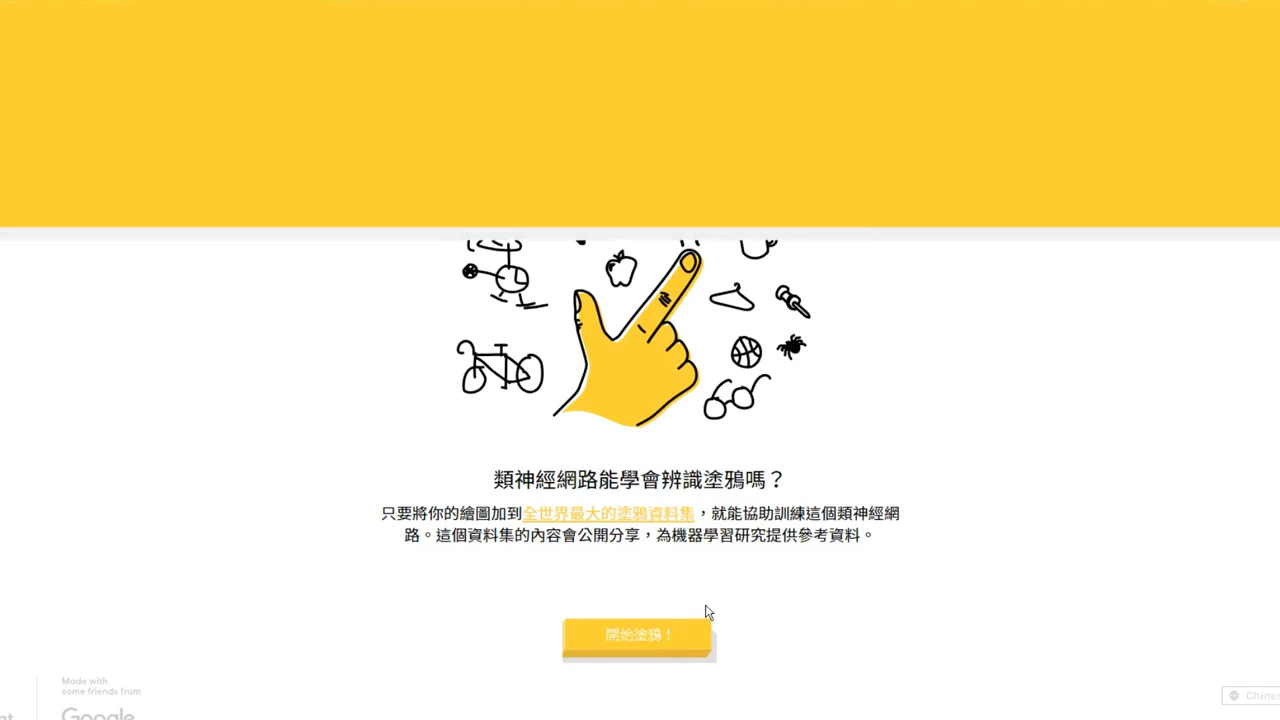 類神經網路能學會辨識塗鴉嗎？
只要將你的繪圖加到全世界最大的塗鴉資料集，就能協助訓練這個類神經網
路。這個資料集的內容會公開分享，為機器學習研究提供參考資料。
開始塗鴉！
Made with
some friends from
Google